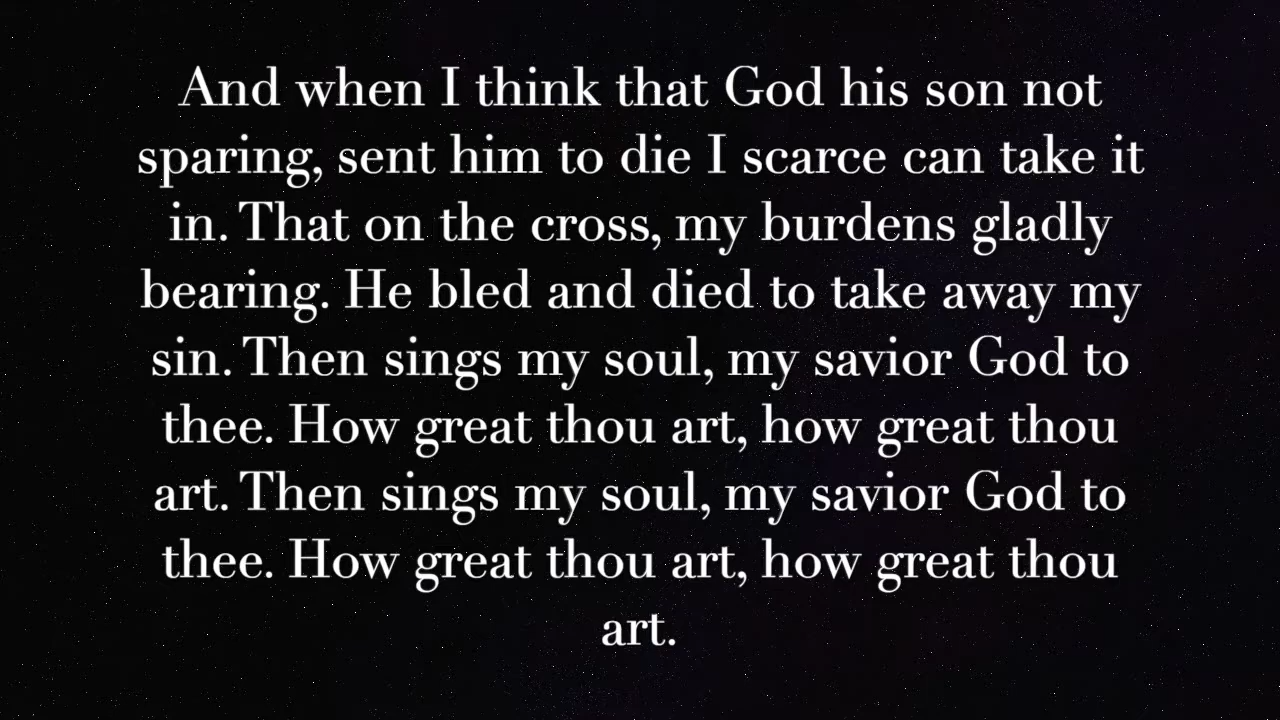 And when I think that God his son not
sparing, sent him to die I scarce can take it
in. That on the cross, my burdens gladly
bearing. He bled and died to take away my
sin. Then sings my soul, my savior God to
thee. How great thou art, how great thou
art. Then sings my soul, my savior God to
thee. How great thou art, how great thou
art.